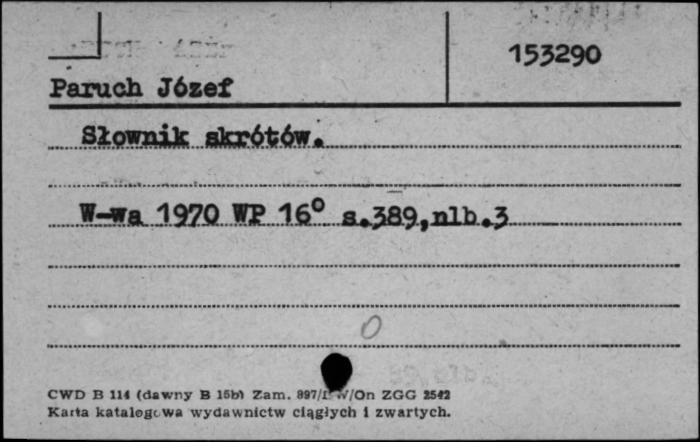 153290
Paruch Józef
Słownik skrótów.
W-wa 1970 WP 16° s.389,nlb.3
0
CWD B 114 (dawny B 15b) Zam. 897/ /On ZGG 2542
Karta katalogowa wydawnictw ciągłych i zwartych.